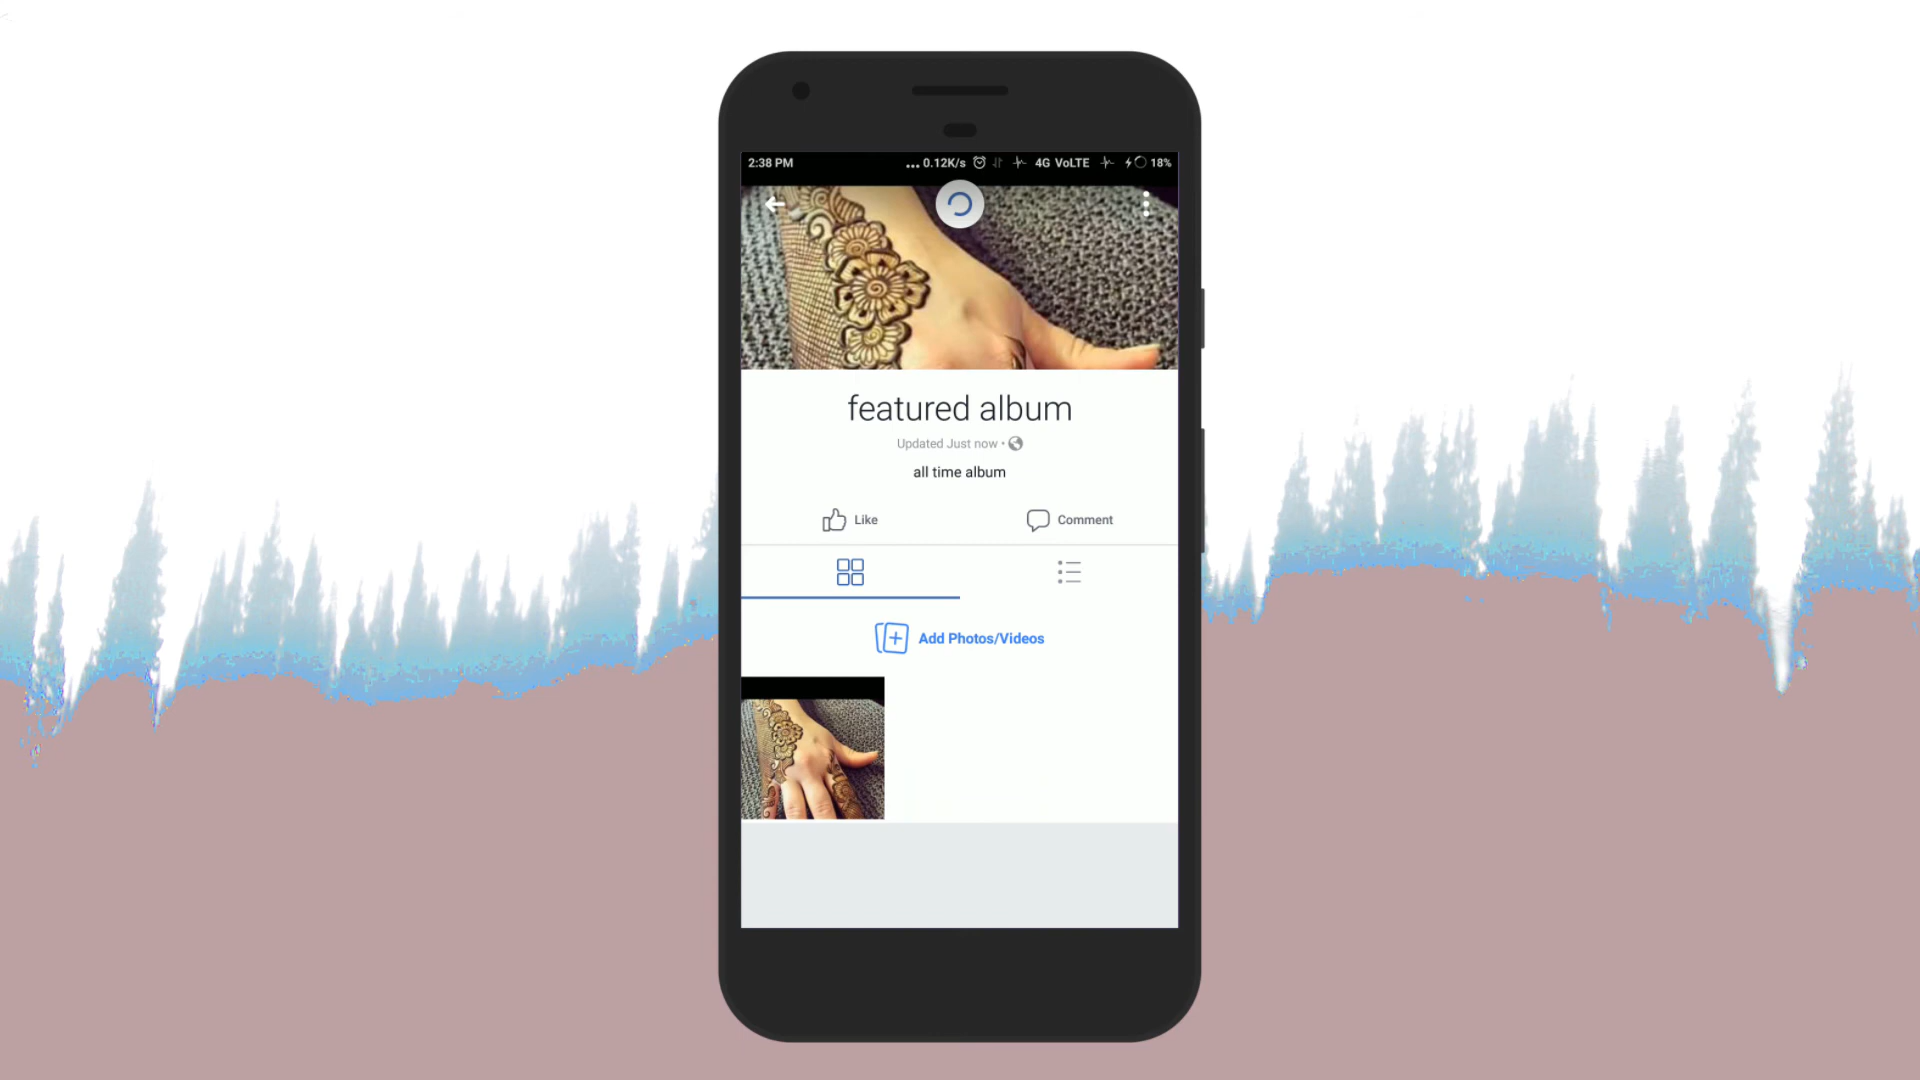 2:38 PM ... 0.12K/s 4G VoLTE 18%
featured album
Updated Just now •
all time album
Like Comment
Add Photos/Videos